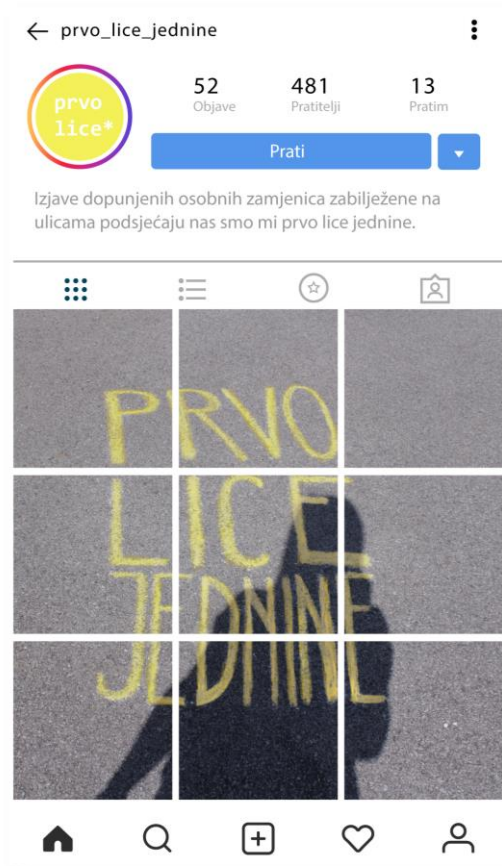 prvo_lice_jednine
prvo
lice*
52 481 13
Objave Pratitelji Pratim
Prati
Izjave dopunjenih osobnih zamjenica zabilježene na
ulicama podsjećaju nas smo mi prvo lice jednine.
PRVO
LICE
JEDNINE